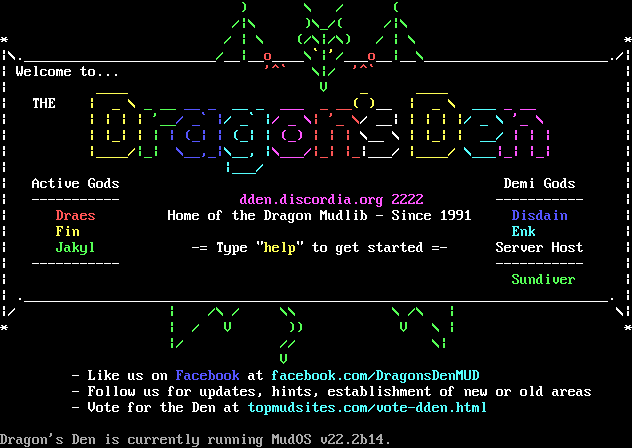 Welcome to...
THE
Dragon's Den
Active Gods
Demi Gods
dden.discordia.org 2222
Draes
Home of the Dragon Mudlib - Since 1991
Disdain
Fin
Enk
Jakyl
-= Type "help" to get started =-
Server Host
Sundiver
- Like us on Facebook at facebook.com/DragonsDenMUD
- Follow us for updates, hints, establishment of new or old areas
- Vote for the Den at topmudsites.com/vote-dden.html
Dragon's Den is currently running MudOS v22.2b14.